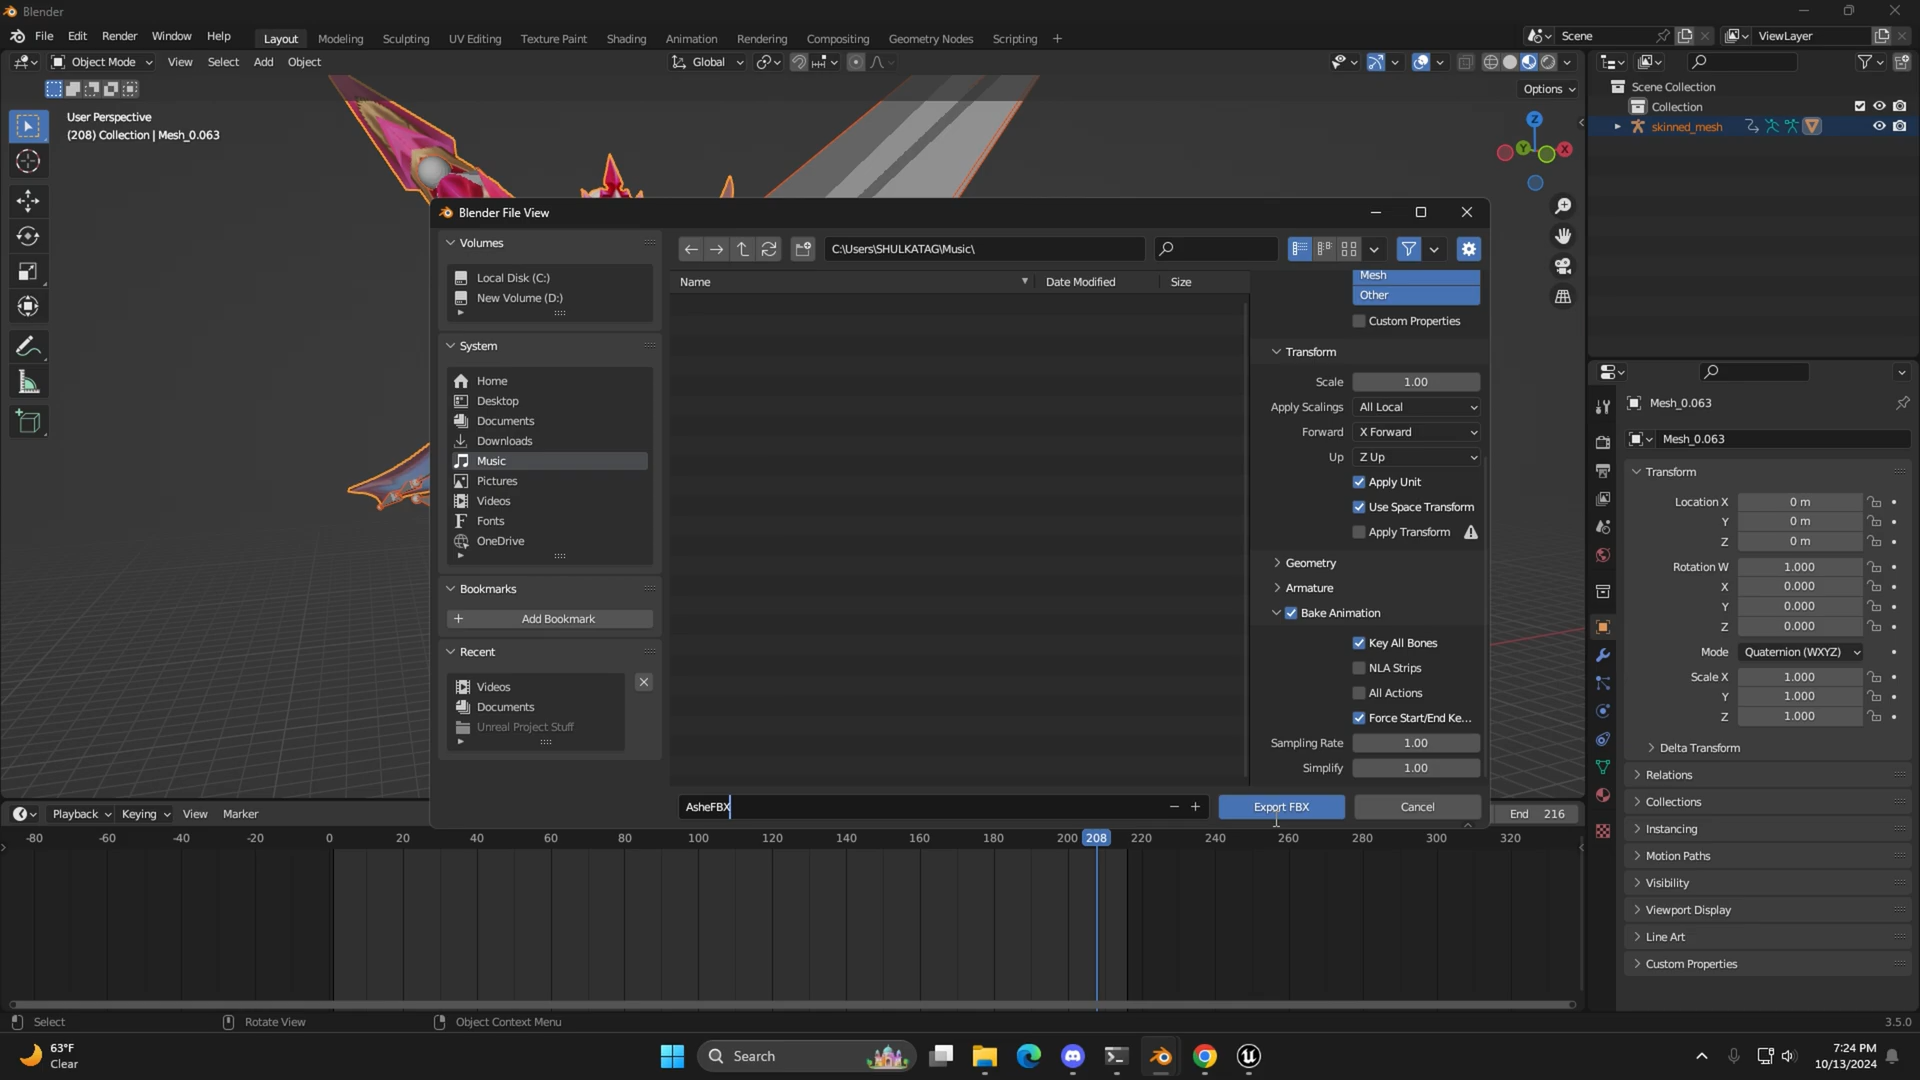 Blender
File Edit Render Window Help Layout Modeling Sculpting UV Editing Texture Paint Shading Animation Rendering Compositing Geometry Nodes Scripting + Scene ViewLayer
Object Mode View Select Add Object Global
Options
User Perspective
(208) Collection | Mesh_0.063
Z
Y X
Scene Collection
Collection
skinned_mesh
Blender File View
Volumes
Local Disk (C:)
New Volume (D:)
System
Home
Desktop
Documents
Downloads
Music
Pictures
Videos
Fonts
OneDrive
Bookmarks
+ Add Bookmark
Recent
Videos
Documents
Unreal Project Stuff
C:\Users\SHULKATAG\Music\
Name Date Modified Size
Mesh
Other
Custom Properties
Transform
Scale 1.00
Apply Scalings All Local
Forward X Forward
Up Z Up
Apply Unit
Use Space Transform
Apply Transform
Geometry
Armature
Bake Animation
Key All Bones
NLA Strips
All Actions
Force Start/End Ke...
Sampling Rate 1.00
Simplify 1.00
AsheFBX
Export FBX Cancel
Mesh_0.063
Mesh_0.063
Transform
Location X 0 m
Y 0 m
Z 0 m
Rotation W 1.000
X 0.000
Y 0.000
Z 0.000
Mode Quaternion (WXYZ)
Scale X 1.000
Y 1.000
Z 1.000
Delta Transform
Relations
Collections
Instancing
Motion Paths
Visibility
Viewport Display
Line Art
Custom Properties
Playback Keying View Marker End 216
-80 -60 -40 -20 0 20 40 60 80 100 120 140 160 180 200 208 220 240 260 280 300 320
Select Rotate View Object Context Menu 3.5.0
63°F
Clear
Search
7:24 PM
10/13/2024